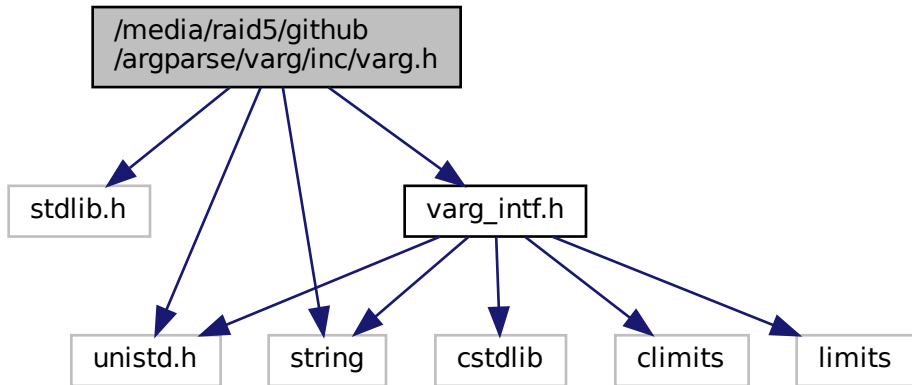 /media/raid5/github
/argparse/varg/inc/varg.h
stdlib.h
varg_intf.h
unistd.h
string
cstdlib
climits
limits